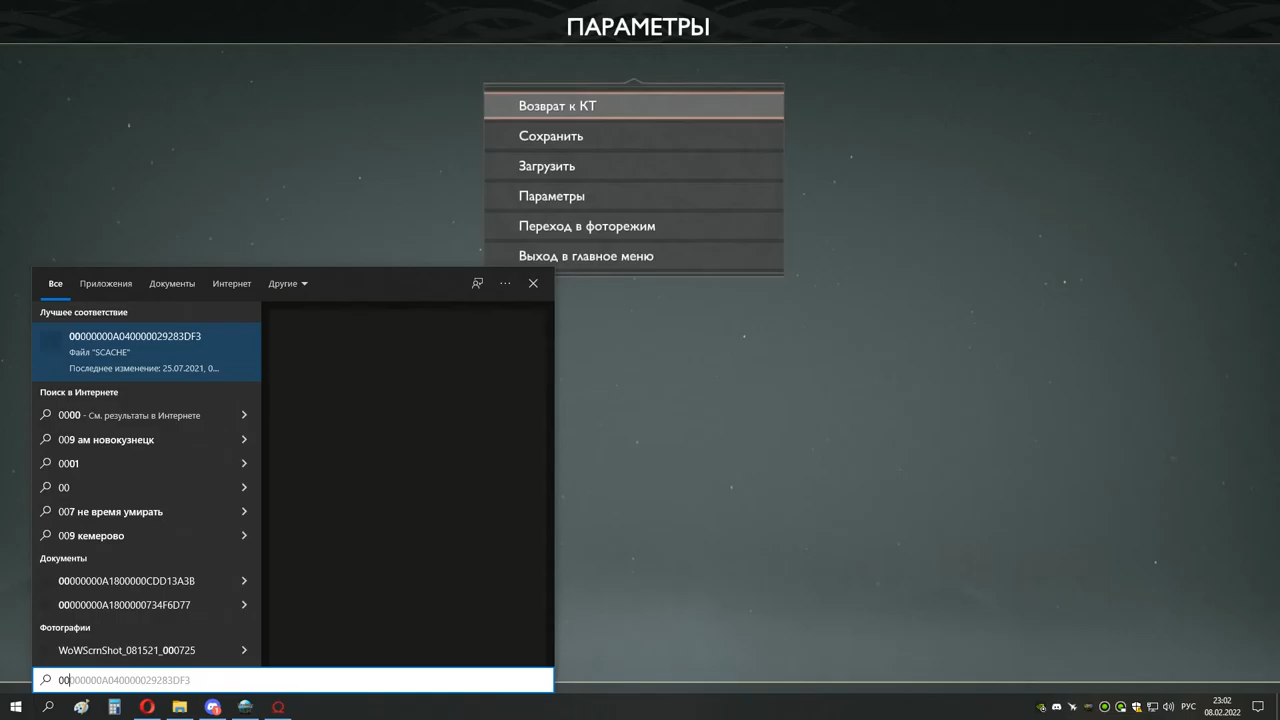 ПАРАМЕТРЫ
Возврат к КТ
Сохранить
Загрузить
Параметры
Переход в фоторежим
Выход в главное меню
Все Приложения Документы Интернет Другие
Лучшее соответствие
00000000A040000029283DF3
Файл "SCACHE"
Последнее изменение: 25.07.2021, 0...
Поиск в Интернете
0000 - См. результаты в Интернете
009 ам новокузнецк
0001
00
007 не время умирать
009 кемерово
Документы
00000000A1800000CDD13A3B
00000000A1800000734F6D77
Фотографии
WoWScrnShot_081521_000725
00000000A040000029283DF3
РУС
23:02
08.02.2022